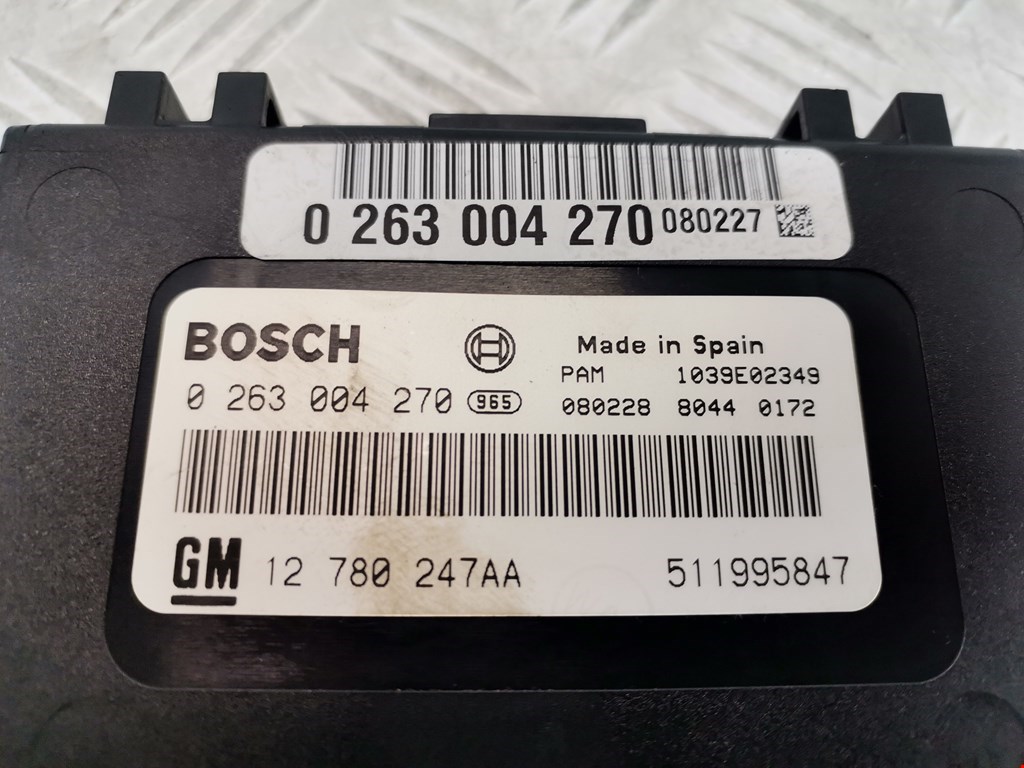 0 263 004 270 080227
BOSCH
Made in Spain
PAM 1039E02349
0 263 004 270 965
080228 8044 0172
GM 12 780 247AA 511995847